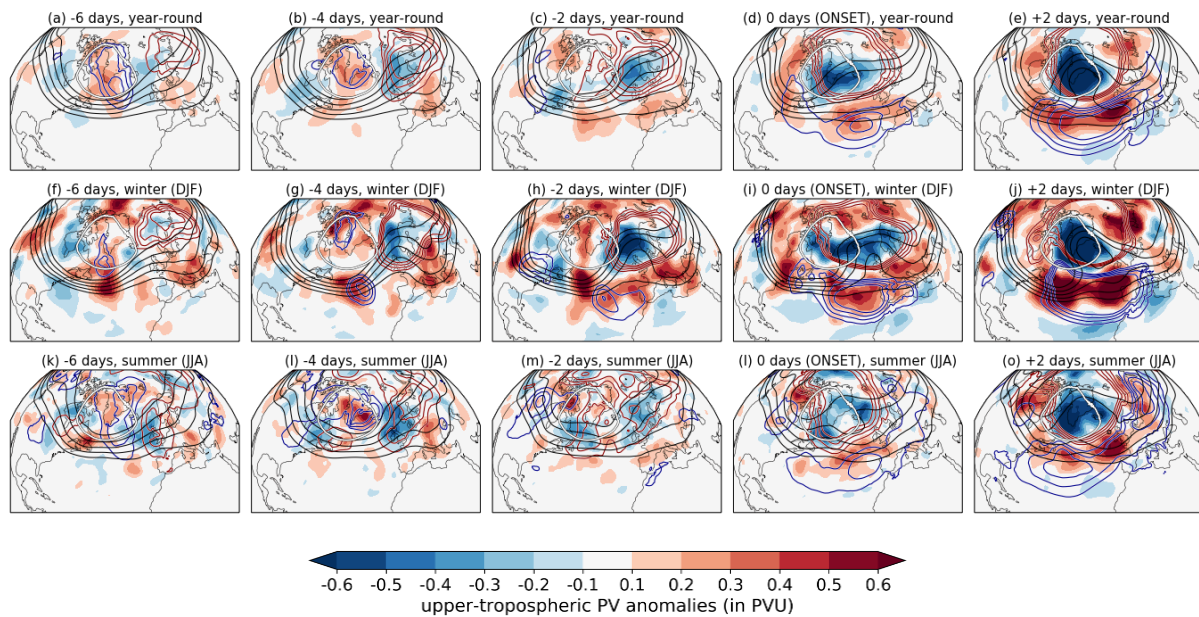 (a) -6 days, year-round
(b) -4 days, year-round
(c) -2 days, year-round
(d) 0 days (ONSET), year-round
(e) +2 days, year-round
(f) -6 days, winter (DJF)
(g) -4 days, winter (DJF)
(h) -2 days, winter (DJF)
(i) 0 days (ONSET), winter (DJF)
(j) +2 days, winter (DJF)
(k) -6 days, summer (JJA)
(l) -4 days, summer (JJA)
(m) -2 days, summer (JJA)
(l) 0 days (ONSET), summer (JJA)
(o) +2 days, summer (JJA)
-0.6 -0.5 -0.4 -0.3 -0.2 -0.1 0.1 0.2 0.3 0.4 0.5 0.6
upper-tropospheric PV anomalies (in PVU)